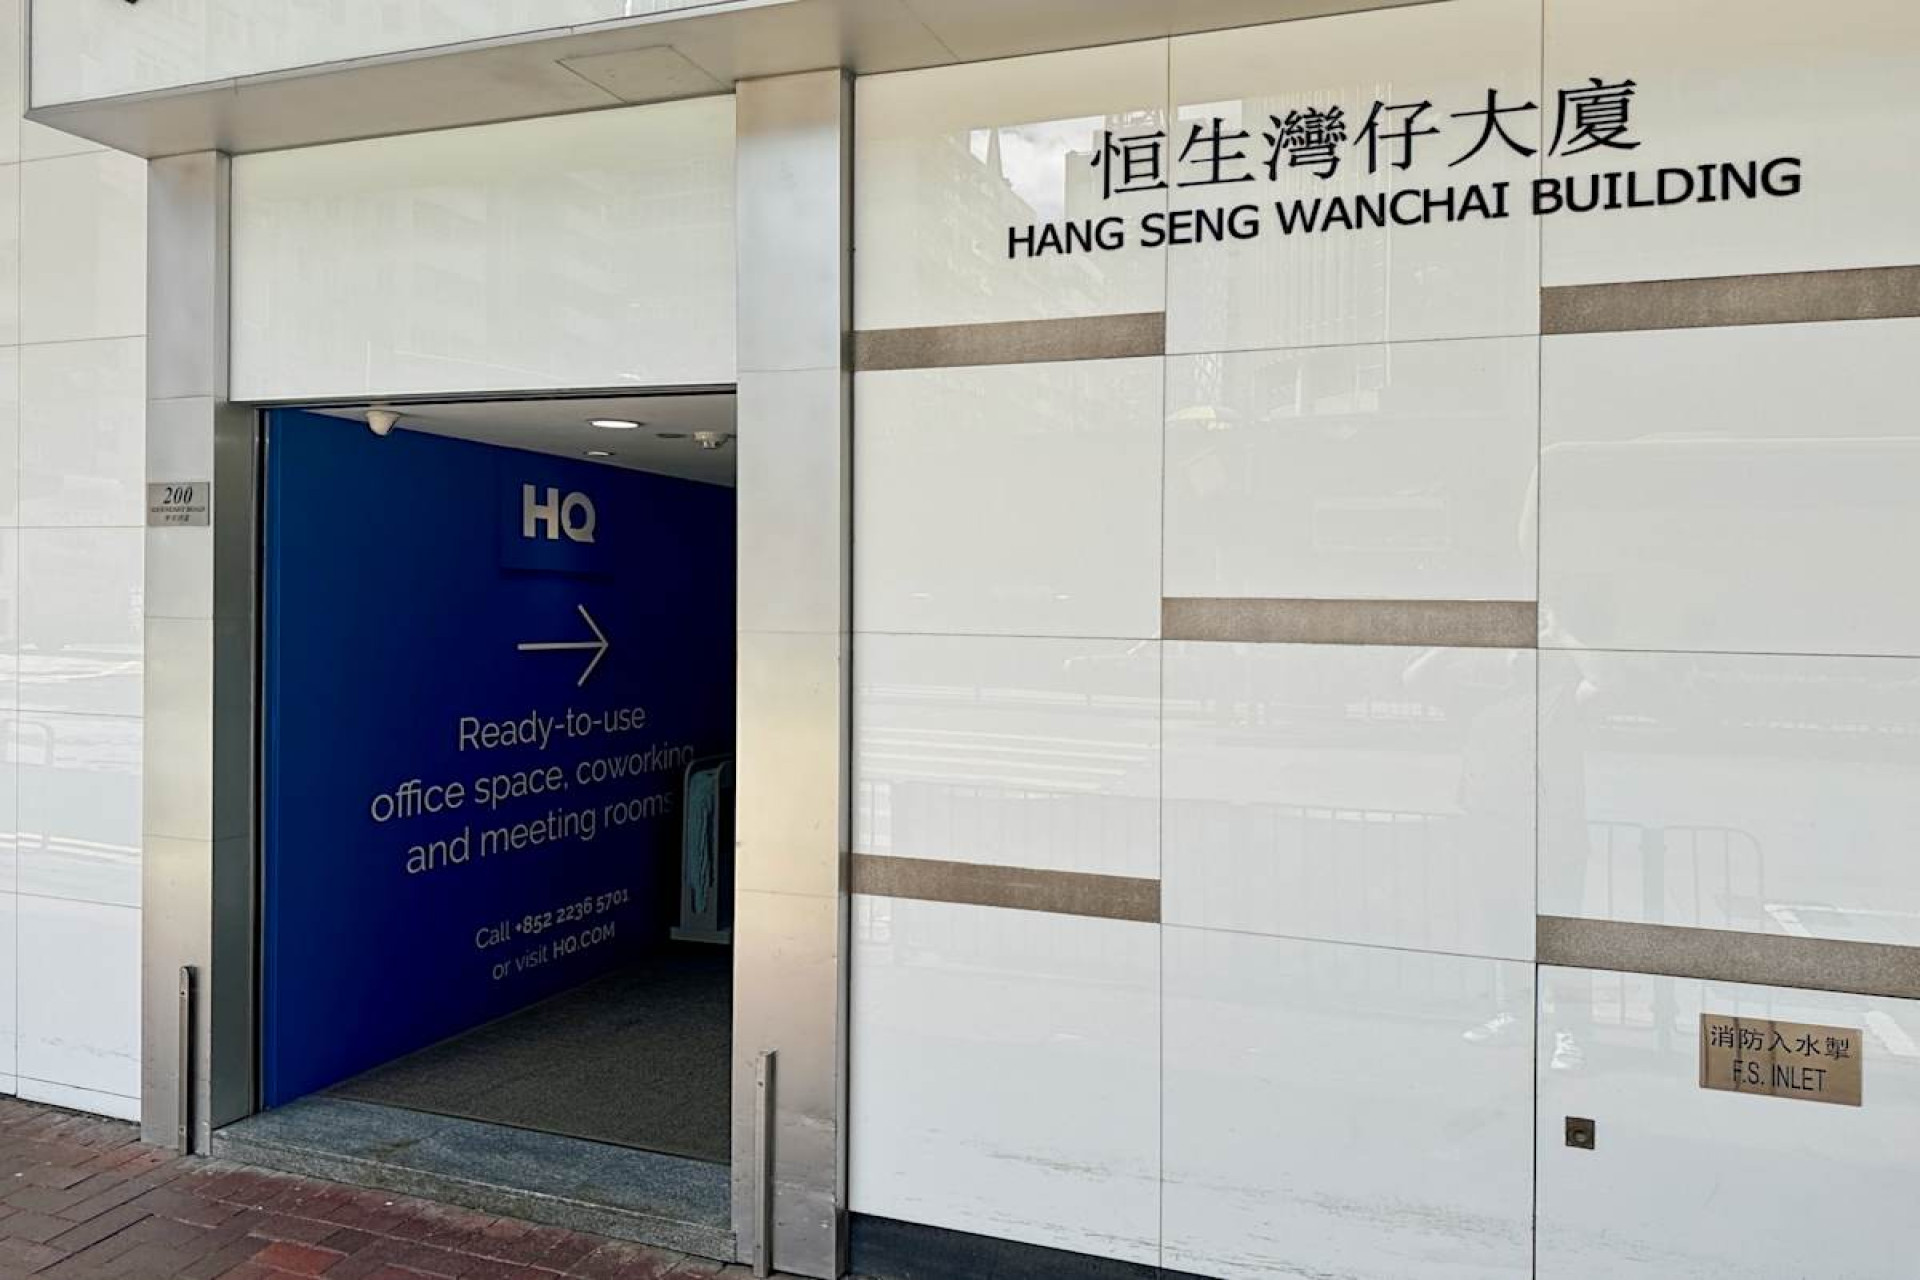 恒生灣仔大廈
HANG SENG WANCHAI BUILDING
200
HQ
Ready-to-use
office space, coworking
and meeting rooms
Call +852 2236 5701
or visit HQ.COM
消防入水掣
F.S. INLET